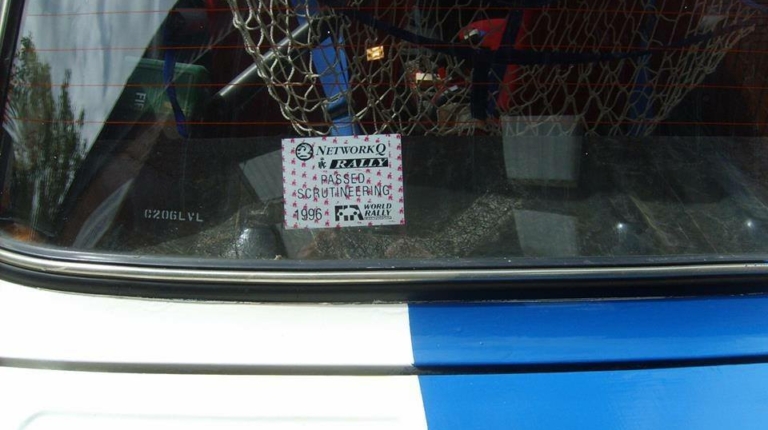 NETWORK Q
RALLY
PASSED
SCRUTINEERING
1996 FIA WORLD
RALLY
C206LVL